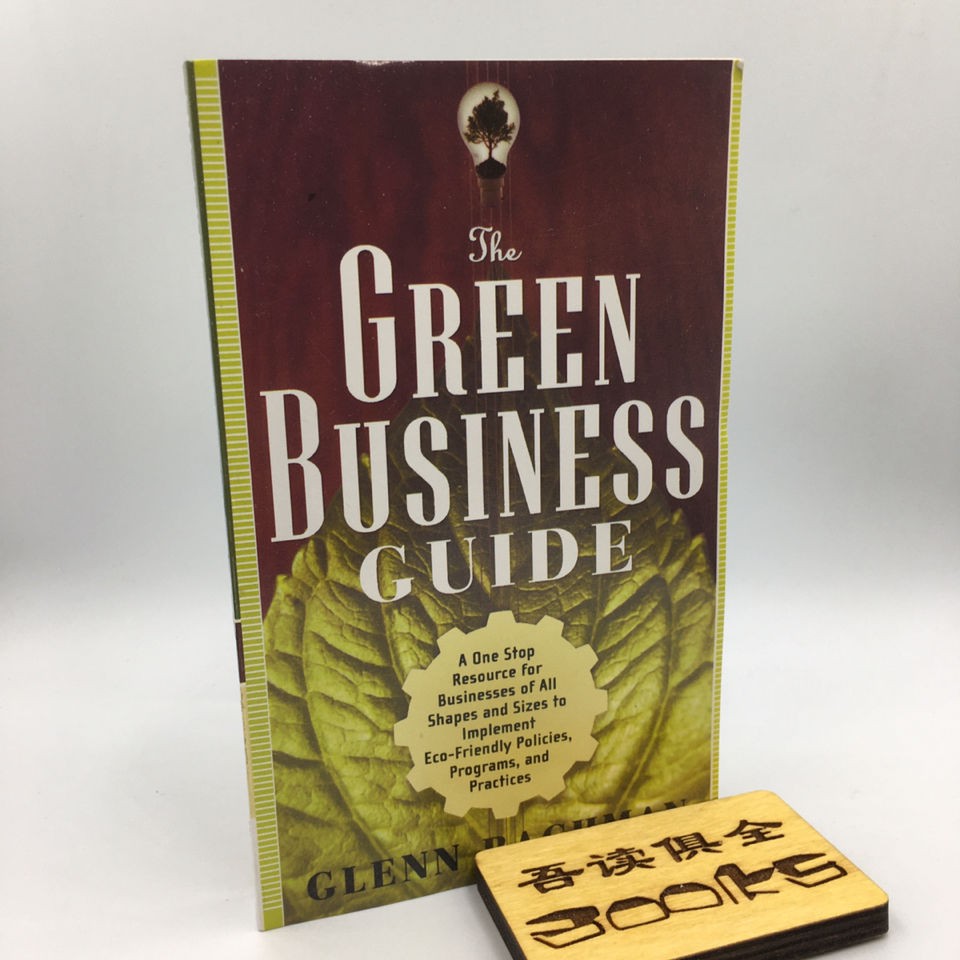 The
GREEN
BUSINESS
GUIDE
A One Stop
Resource for
Businesses of All
Shapes and Sizes to
Implement
Eco-Friendly Policies,
Programs, and
Practices
GLENN BACHMAN
吾读俱全
BOOKS